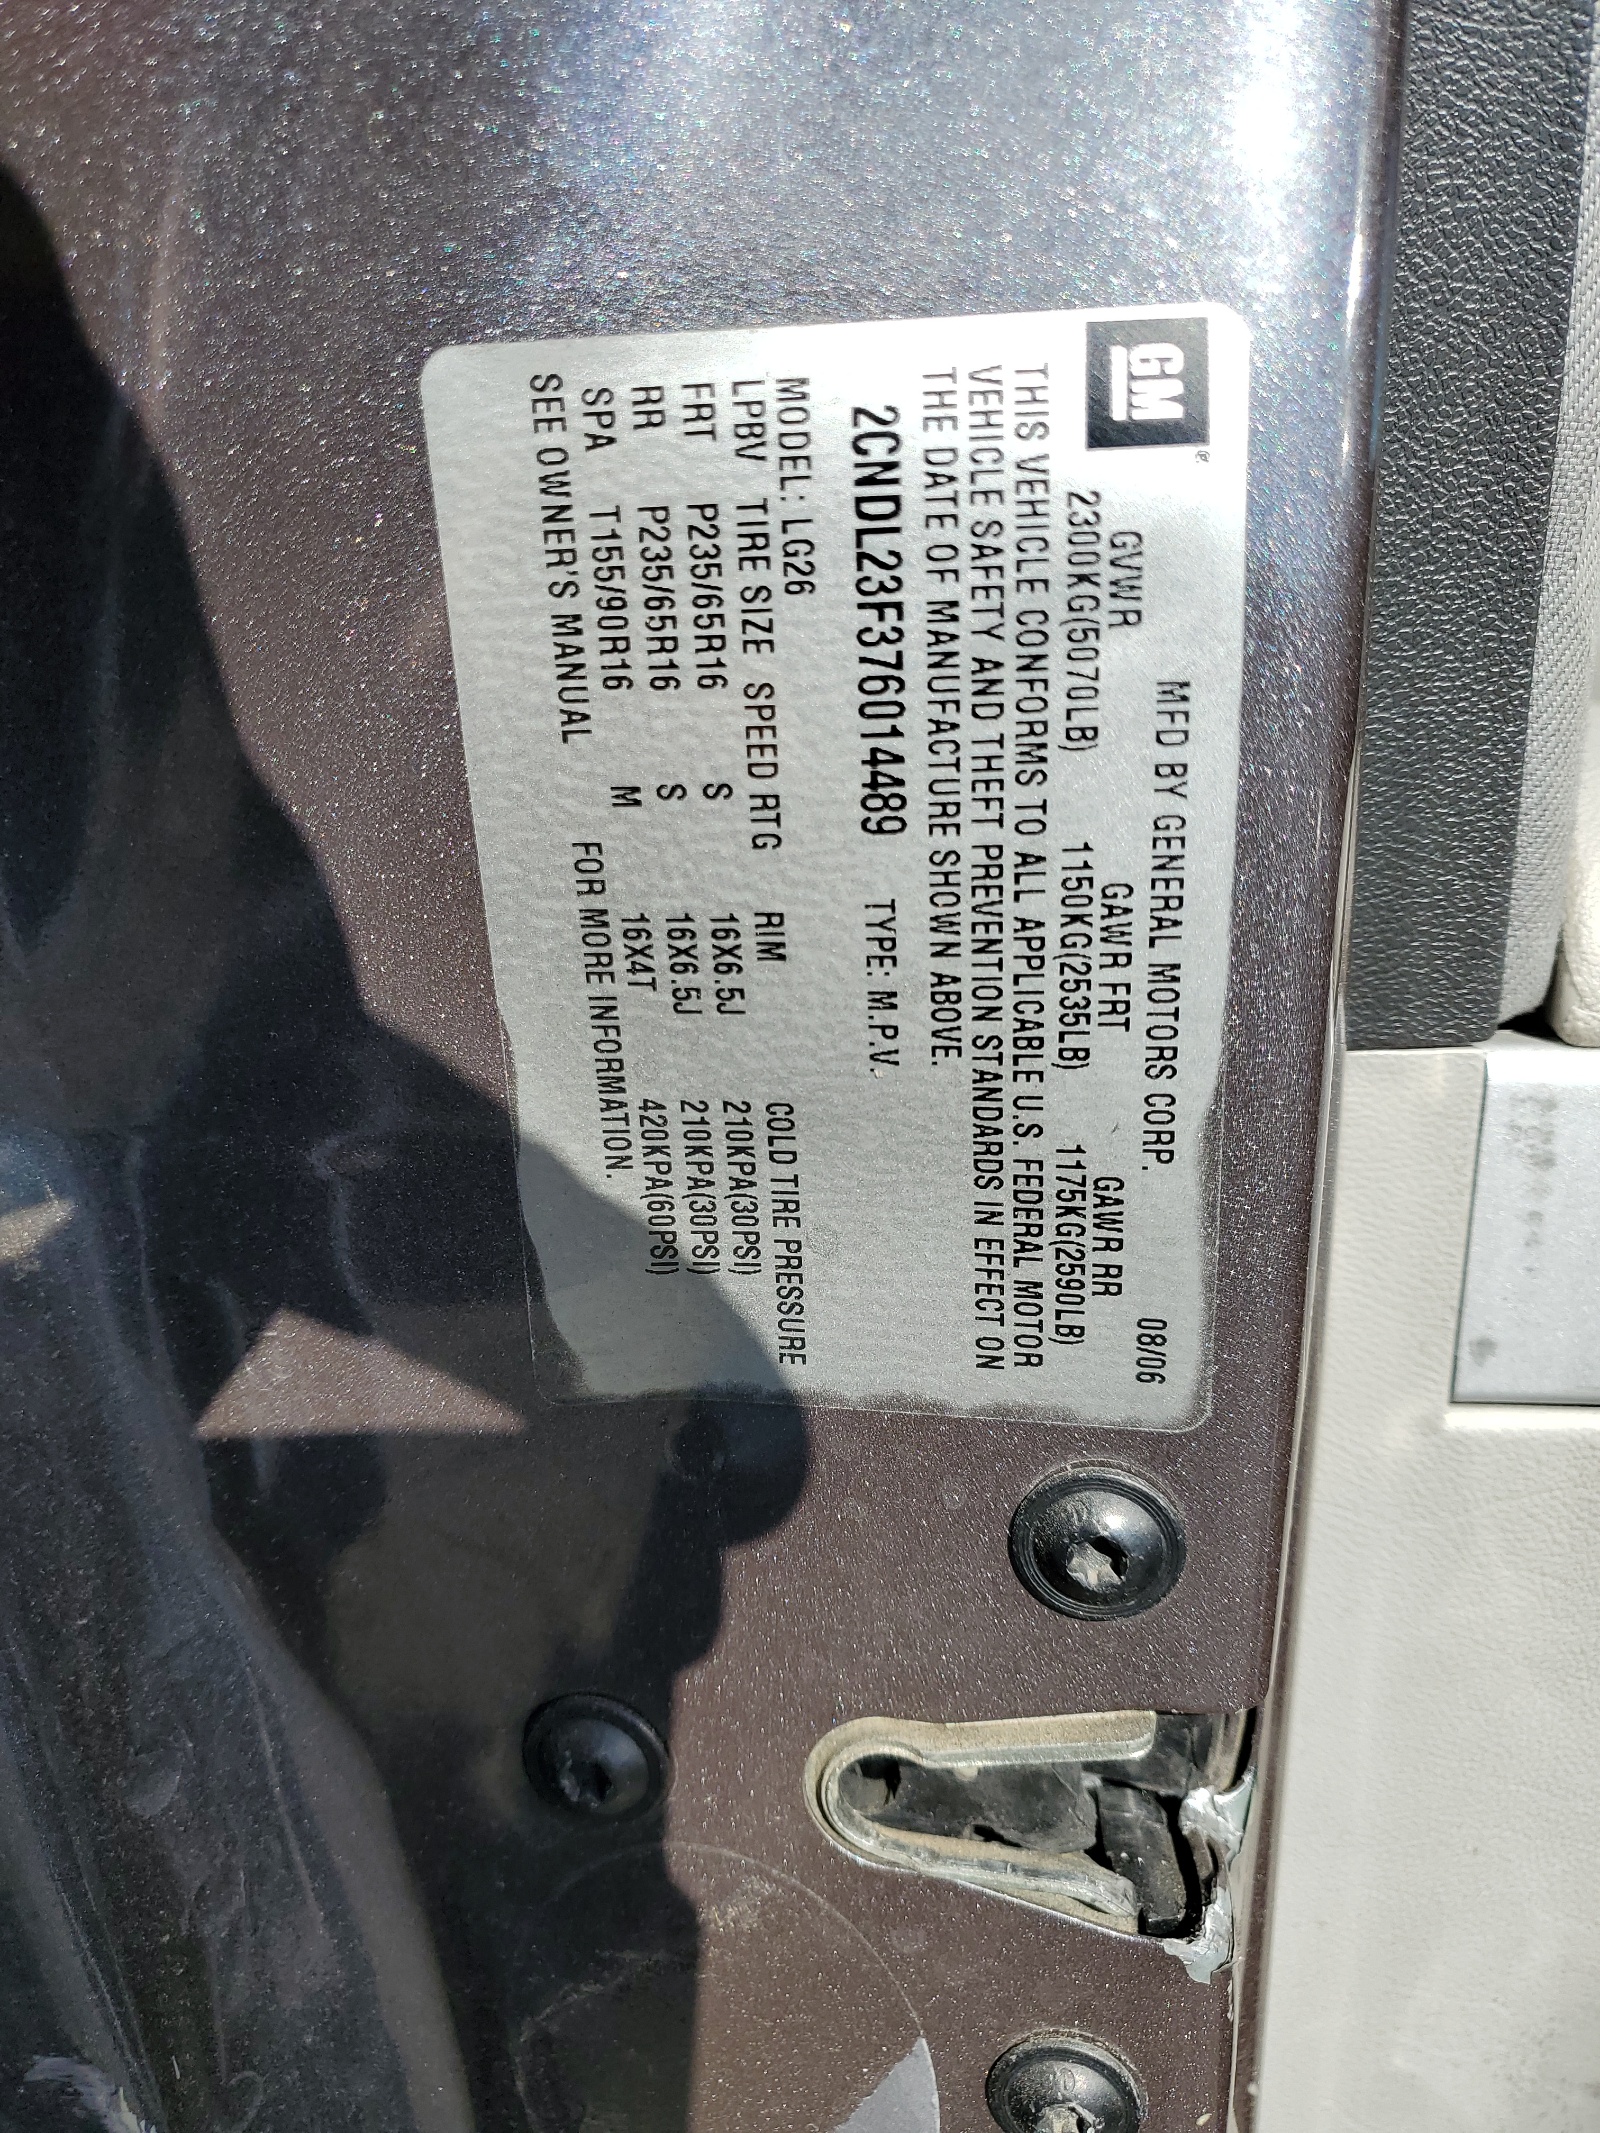 GM
MFD BY GENERAL MOTORS CORP. 08/06
GVWR GAWR FRT GAWR RR
2300KG(5070LB) 1150KG(2535LB) 1175KG(2590LB)
THIS VEHICLE CONFORMS TO ALL APPLICABLE U.S. FEDERAL MOTOR
VEHICLE SAFETY AND THEFT PREVENTION STANDARDS IN EFFECT ON
THE DATE OF MANUFACTURE SHOWN ABOVE.
2CNDL23F376014489 TYPE: M.P.V.
MODEL: LG26
LPBV TIRE SIZE SPEED RTG RIM COLD TIRE PRESSURE
FRT P235/65R16 S 16X6.5J 210KPA(30PSI)
RR P235/65R16 S 16X6.5J 210KPA(30PSI)
SPA T155/90R16 M 16X4T 420KPA(60PSI)
SEE OWNER'S MANUAL FOR MORE INFORMATION.